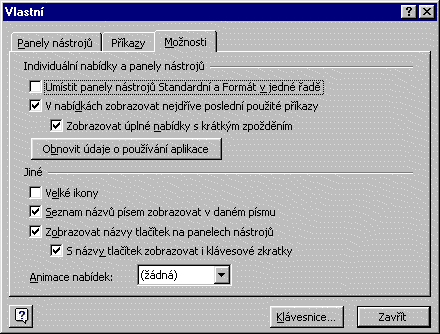 Vlastní
Panely nástrojů Příkazy Možnosti
Individuální nabídky a panely nástrojů
Umístit panely nástrojů Standardní a Formát v jedné řadě
V nabídkách zobrazovat nejdříve poslední použité příkazy
Zobrazovat úplné nabídky s krátkým zpožděním
Obnovit údaje o používání aplikace
Jiné
Velké ikony
Seznam názvů písem zobrazovat v daném písmu
Zobrazovat názvy tlačítek na panelech nástrojů
S názvy tlačítek zobrazovat i klávesové zkratky
Animace nabídek: (žádná)
Klávesnice... Zavřít